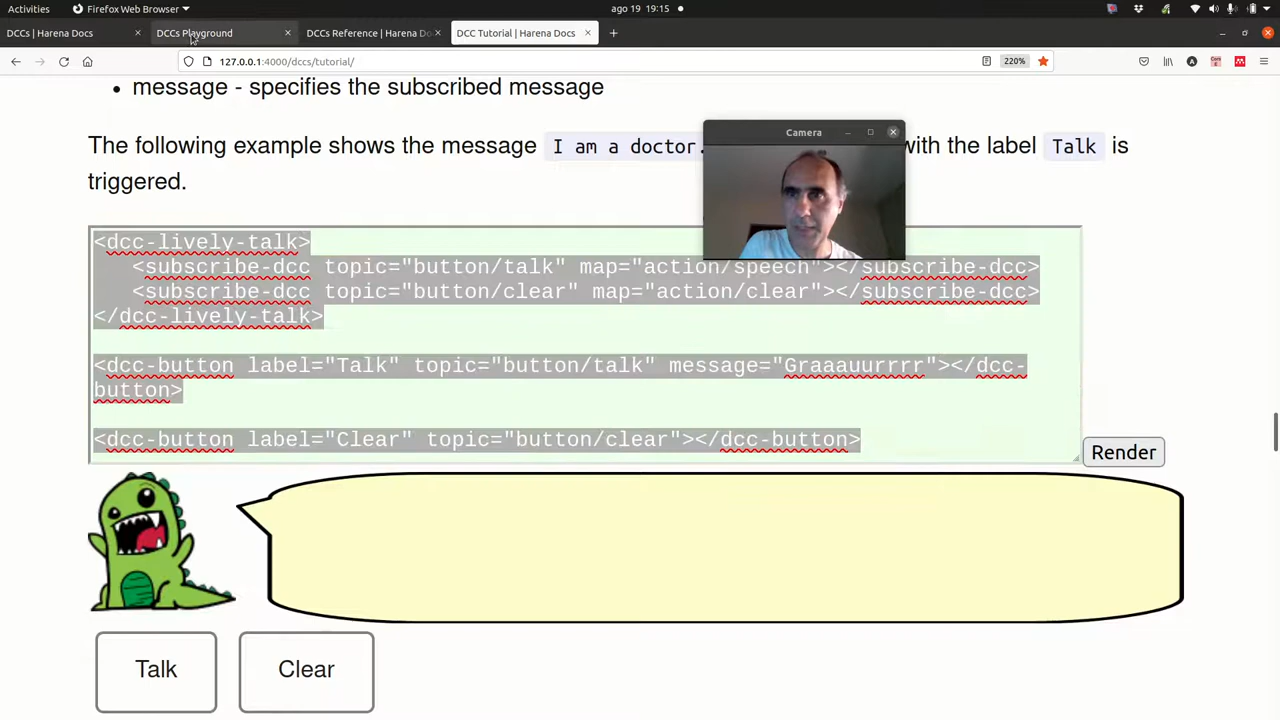 Activities Firefox Web Browser ago 19 19:15
DCCs | Harena Docs DCCs Playground DCCs Reference | Harena Do DCC Tutorial | Harena Docs
127.0.0.1:4000/dccs/tutorial/ 220%
• message - specifies the subscribed message
The following example shows the message I am a doctor. with the label Talk is
triggered.
Camera
<dcc-lively-talk>
<subscribe-dcc topic="button/talk" map="action/speech"></subscribe-dcc>
<subscribe-dcc topic="button/clear" map="action/clear"></subscribe-dcc>
</dcc-lively-talk>
<dcc-button label="Talk" topic="button/talk" message="Graaauurrrr"></dcc-
button>
<dcc-button label="Clear" topic="button/clear"></dcc-button>
Render
Talk Clear